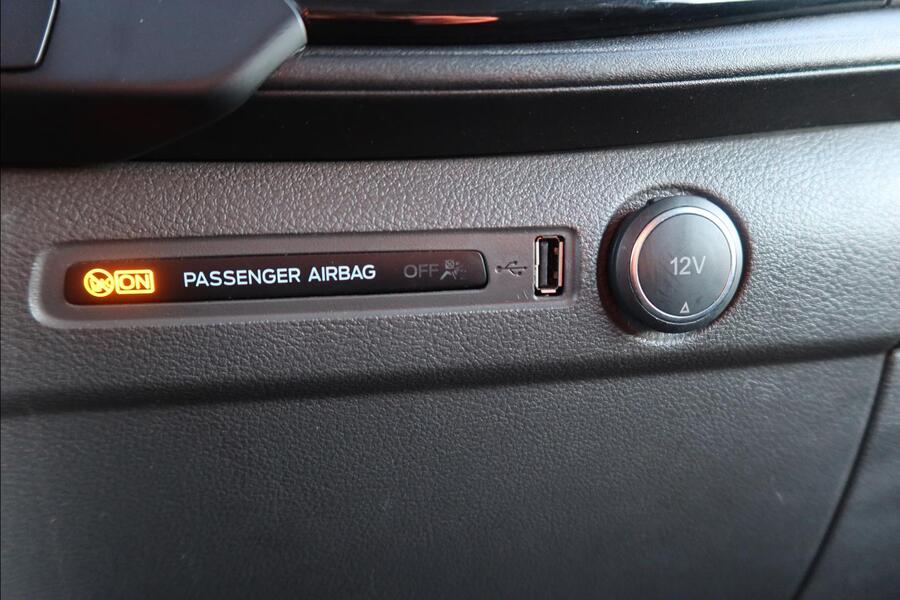 ON PASSENGER AIRBAG OFF
12V